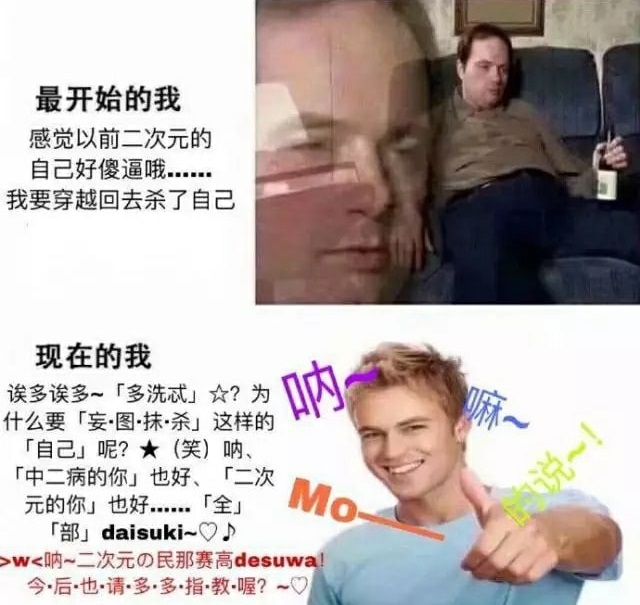 最开始的我
感觉以前二次元的
自己好傻逼哦......
我要穿越回去杀了自己
现在的我
诶多诶多~「多洗忒」☆？为
什么要「妄·图·抹·杀」这样的
「自己」呢？★（笑）呐、
「中二病的你」也好、「二次
元的你」也好......「全」
「部」daisuki~♡♪
>w<呐~二次元の民那赛高desuwa!
今·后·也·请·多·多·指·教·喔？~♡
呐~
嘛~
的说~！
Mo——